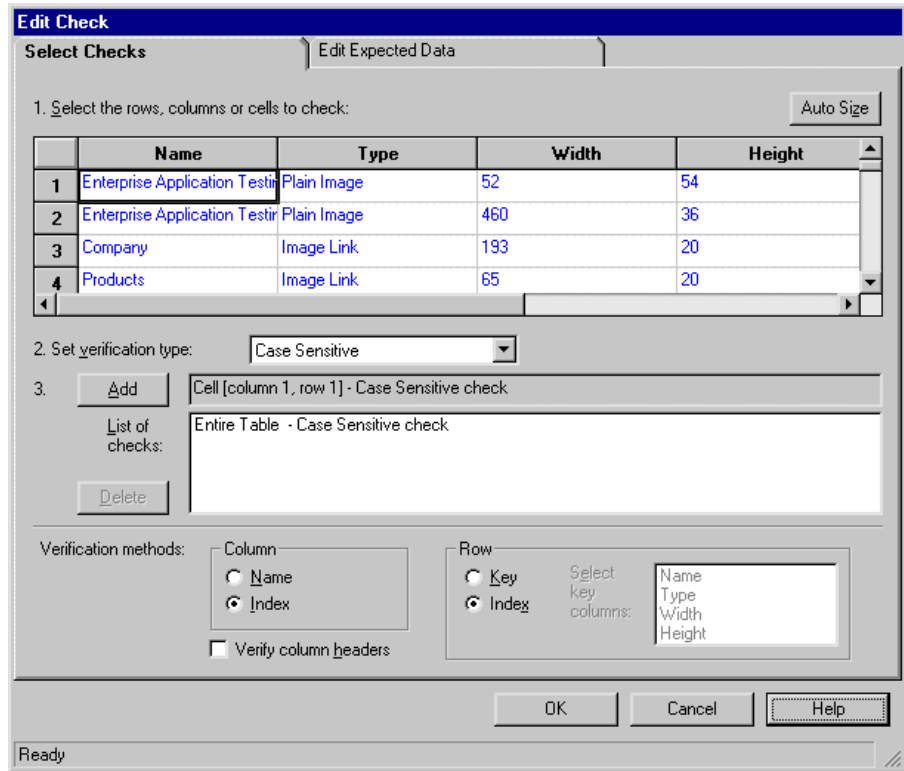 Edit Check
Select Checks Edit Expected Data
1. Select the rows, columns or cells to check: Auto Size
Name Type Width Height
1 Enterprise Application Testin Plain Image 52 54
2 Enterprise Application Testin Plain Image 460 36
3 Company Image Link 193 20
4 Products Image Link 65 20
2. Set verification type: Case Sensitive
3. Add Cell [column 1, row 1] - Case Sensitive check
List of checks: Entire Table - Case Sensitive check
Delete
Verification methods: Column Row
Name Key Select key columns: Name
Index Index Type
Width
Verify column headers Height
OK Cancel Help
Ready